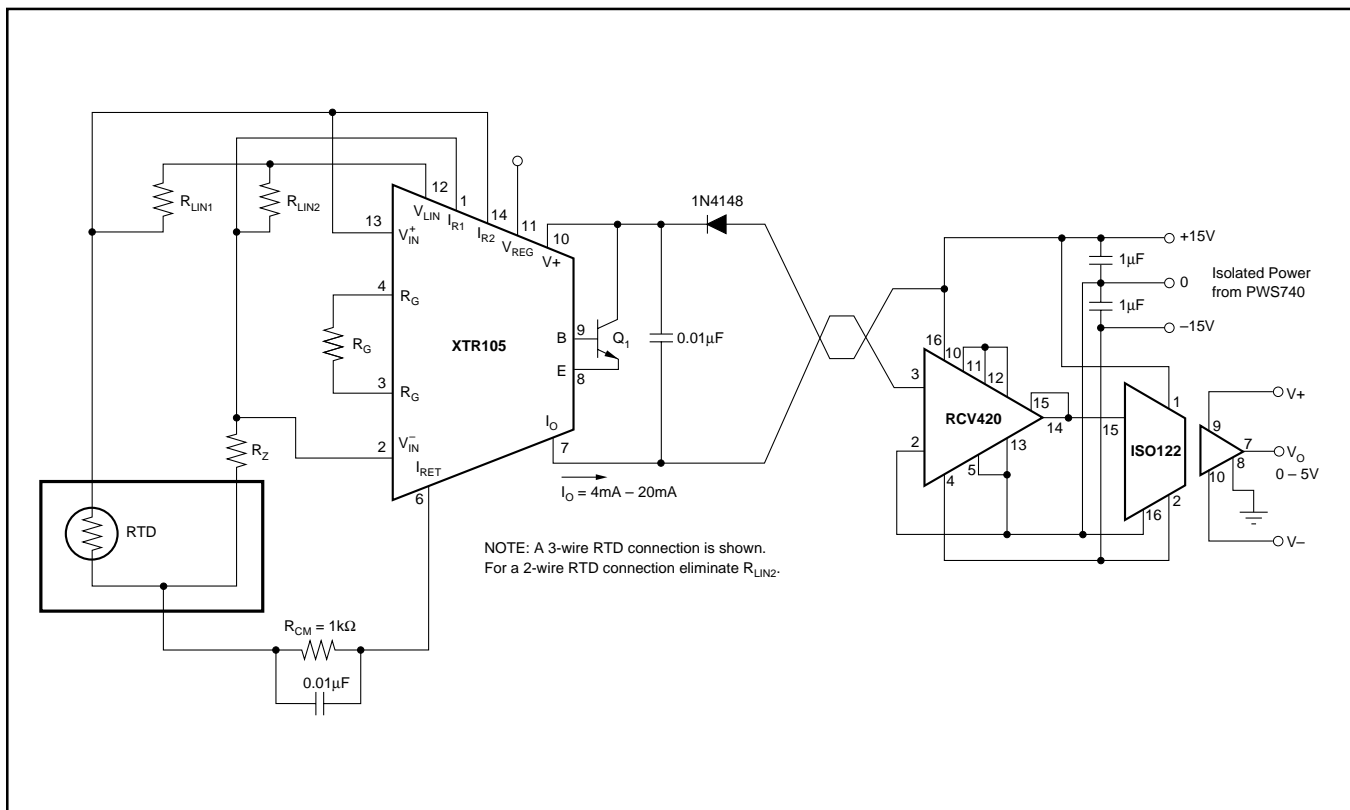 R_LIN1
R_LIN2
13
V_IN^+
12
V_LIN
1
I_R1
14
I_R2
11
V_REG
10
V+
4
R_G
R_G
XTR105
3
R_G
2
V_IN^–
I_RET
6
R_Z
RTD
9
B
Q_1
E
8
I_O
7
I_O = 4mA – 20mA
0.01µF
1N4148
R_CM = 1kΩ
0.01µF
NOTE: A 3-wire RTD connection is shown.
For a 2-wire RTD connection eliminate R_LIN2.
16
10
11
12
3
RCV420
15
14
2
13
5
4
+15V
1µF
0
1µF
–15V
Isolated Power
from PWS740
1
15
ISO122
2
16
9
V+
7
V_O
8
0 – 5V
10
V–